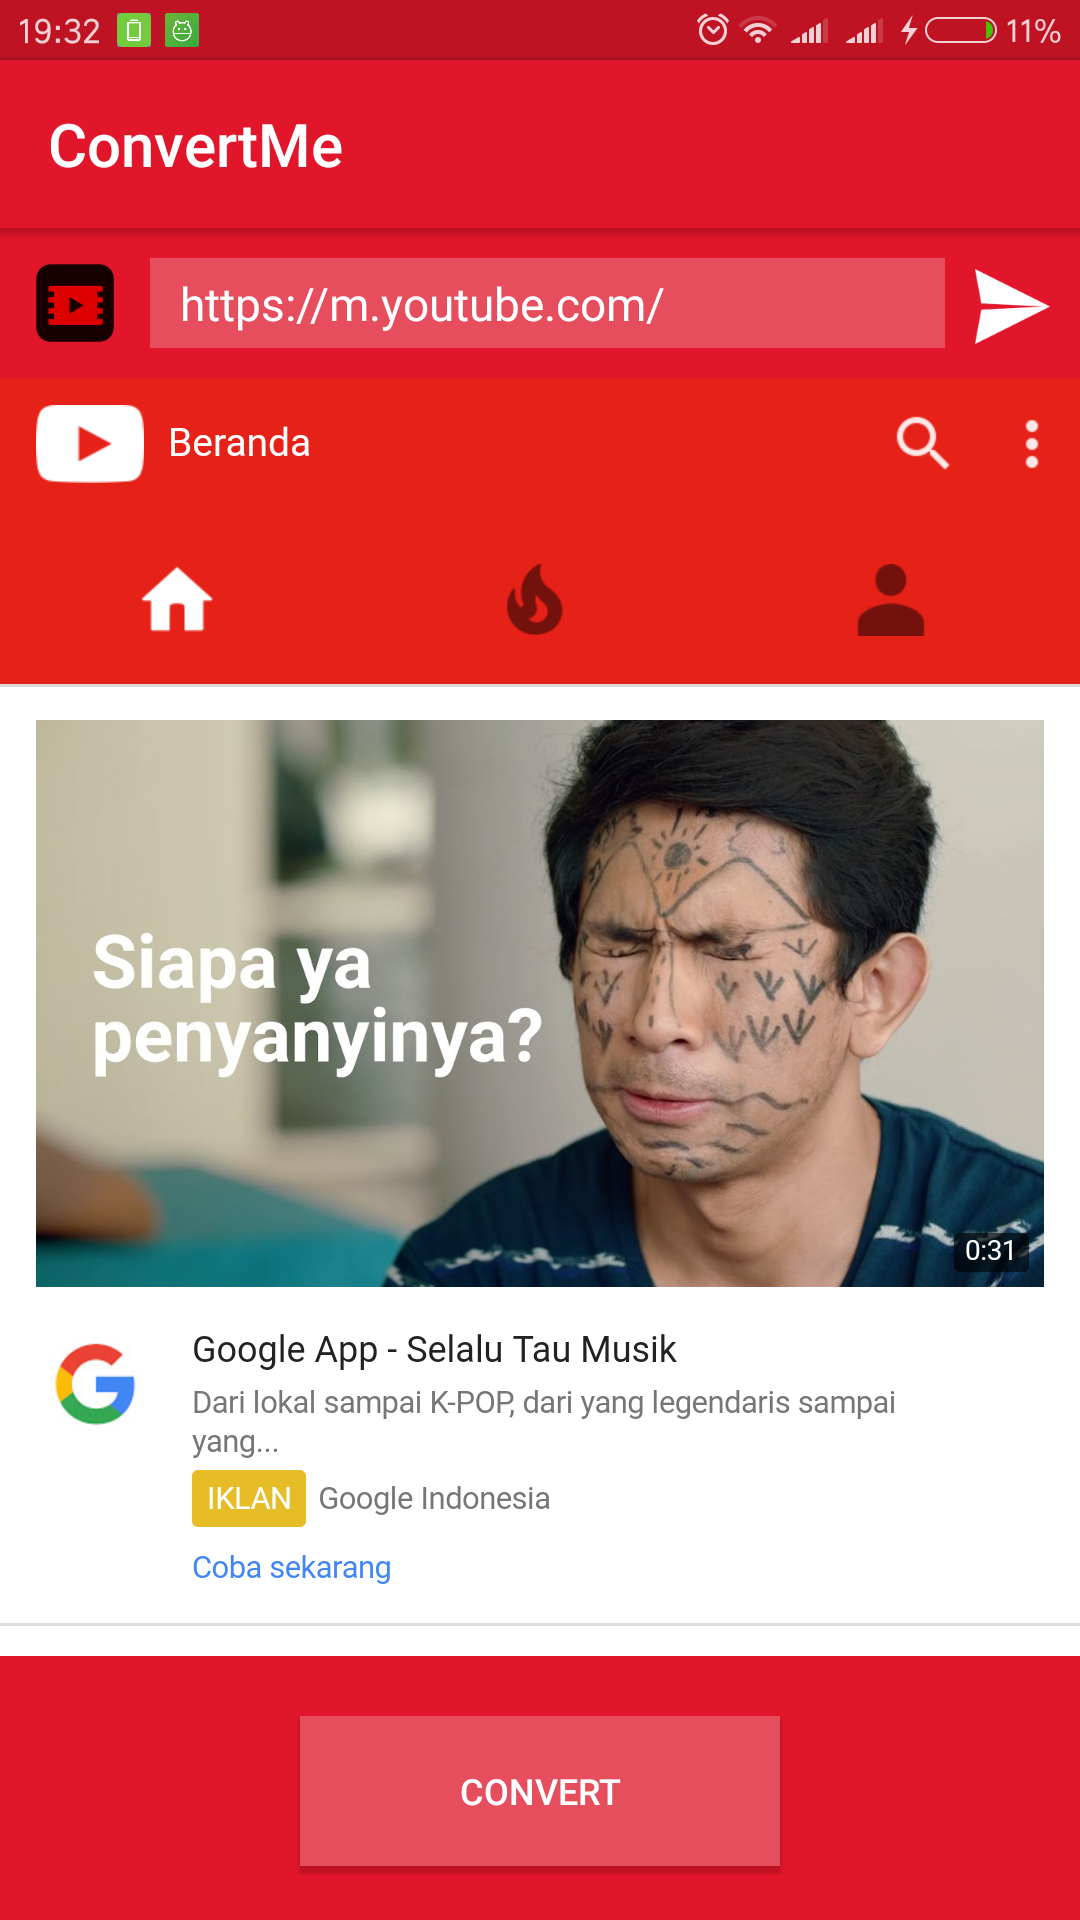 19:32
11%
ConvertMe
https://m.youtube.com/
Beranda
Siapa ya
penyanyinya?
0:31
Google App - Selalu Tau Musik
Dari lokal sampai K-POP, dari yang legendaris sampai
yang...
IKLAN Google Indonesia
Coba sekarang
CONVERT